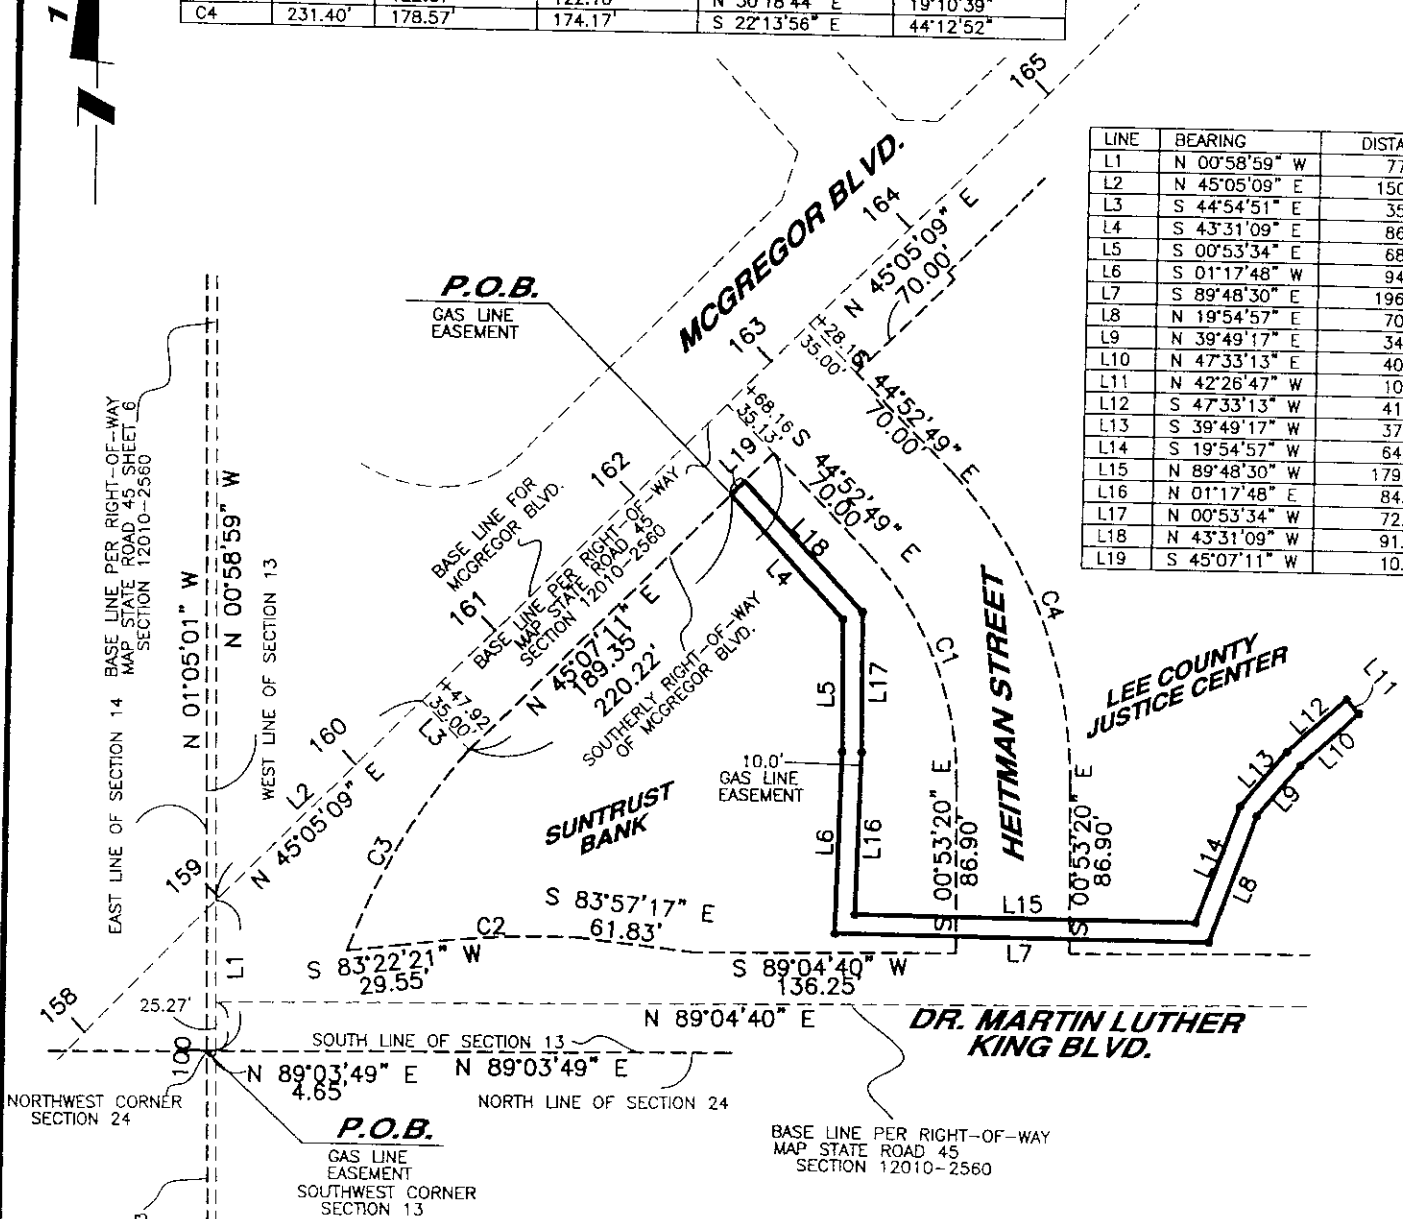 C4 231.40' 178.57' 174.17' S 22°13'56" E 44°12'52"
165
LINE BEARING
L1 N 00°58'59" W
L2 N 45°05'09" E
L3 S 44°54'51" E
L4 S 43°31'09" E
L5 S 00°53'34" E
L6 S 01°17'48" W
L7 S 89°48'30" E
L8 N 19°54'57" E
L9 N 39°49'17" E
L10 N 47°33'13" E
L11 N 42°26'47" W
L12 S 47°33'13" W
L13 S 39°49'17" W
L14 S 19°54'57" W
L15 N 89°48'30" W
L16 N 01°17'48" E
L17 N 00°53'34" W
L18 N 43°31'09" W
L19 S 45°07'11" W
MCGREGOR BLVD.
164
N 45°05'09" E
70.00'
163
+28.16
35.00'
S 44°52'49" E
70.00'
P.O.B.
GAS LINE
EASEMENT
+68.16
35.13'
S 44°52'49" E
70.00'
L19
L18
L4
162
BASE LINE FOR
MCGREGOR BLVD.
161
BASE LINE PER RIGHT-OF-WAY
MAP STATE ROAD 45
SECTION 12010-2560
N 45°07'11" E
189.35'
220.22'
SOUTHERLY RIGHT-OF-WAY
OF MCGREGOR BLVD.
BASE LINE PER RIGHT-OF-WAY
MAP STATE ROAD 45 SHEET 6
SECTION 12010-2560
EAST LINE OF SECTION 14
N 01°05'01" W
N 00°58'59" W
WEST LINE OF SECTION 13
+47.92
35.00'
L3
160
L2
N 45°05'09" E
159
158
C3
SUNTRUST
BANK
L5
L17
10.0'
GAS LINE
EASEMENT
L6
L16
C1
C4
HEITMAN STREET
S 00°53'20" E
86.90'
S 00°53'20" E
86.90'
LEE COUNTY
JUSTICE CENTER
L11
L12
L10
L13
L9
L14
L8
L15
L7
S 83°57'17" E
61.83'
C2
S 83°22'21" W
29.55'
S 89°04'40" W
136.25'
L1
25.27'
N 89°04'40" E
DR. MARTIN LUTHER
KING BLVD.
SOUTH LINE OF SECTION 13
100
N 89°03'49" E
4.65'
N 89°03'49" E
NORTHWEST CORNER
SECTION 24
NORTH LINE OF SECTION 24
P.O.B.
GAS LINE
EASEMENT
SOUTHWEST CORNER
SECTION 13
BASE LINE PER RIGHT-OF-WAY
MAP STATE ROAD 45
SECTION 12010-2560